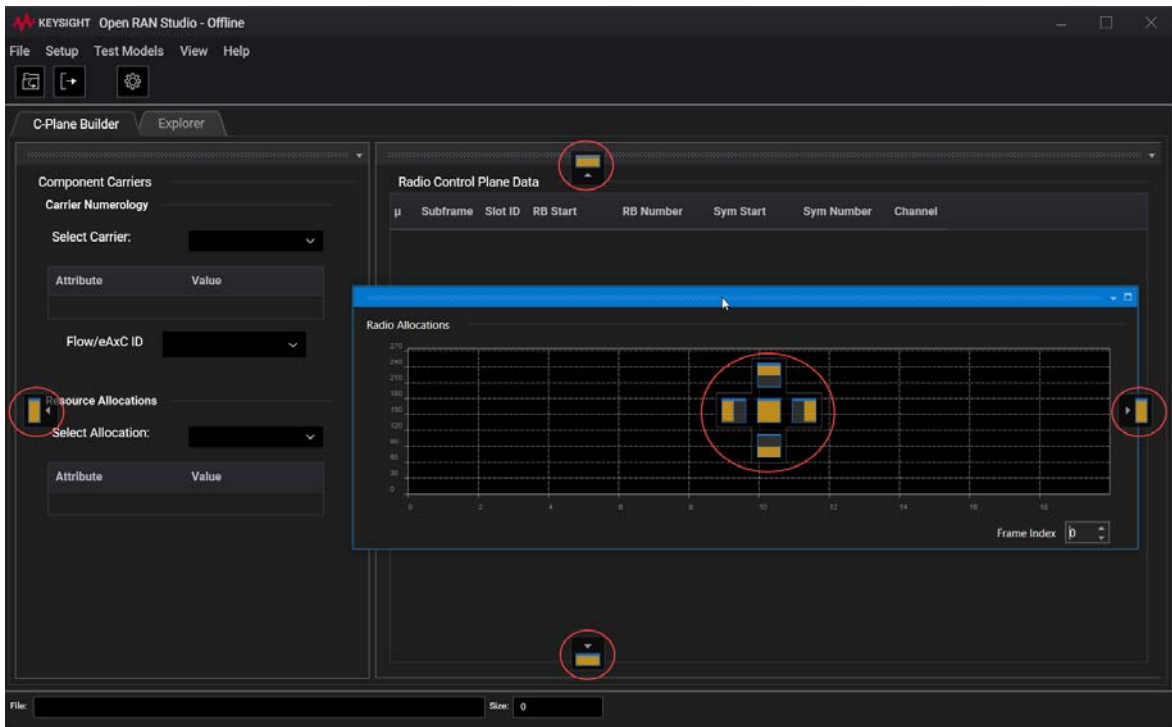 KEYSIGHT Open RAN Studio - Offline
File Setup Test Models View Help
C-Plane Builder Explorer
Component Carriers
Carrier Numerology
Select Carrier:
Attribute Value
Flow/eAxC ID
Resource Allocations
Select Allocation:
Attribute Value
Radio Control Plane Data
µ Subframe Slot ID RB Start RB Number Sym Start Sym Number Channel
Radio Allocations
270
240
210
180
150
120
90
60
30
0
0 2 4 6 8 10 12 14 16 18
Frame Index 0
File: Size: 0